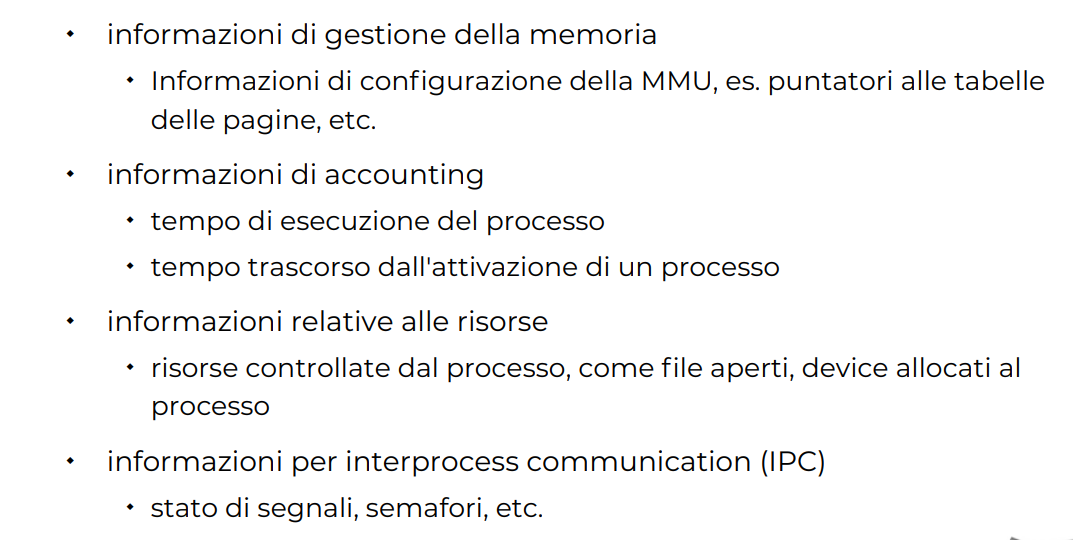 informazioni di gestione della memoria
Informazioni di configurazione della MMU, es. puntatori alle tabelle
delle pagine, etc.
informazioni di accounting
tempo di esecuzione del processo
tempo trascorso dall'attivazione di un processo
informazioni relative alle risorse
risorse controllate dal processo, come file aperti, device allocati al
processo
informazioni per interprocess communication (IPC)
stato di segnali, semafori, etc.